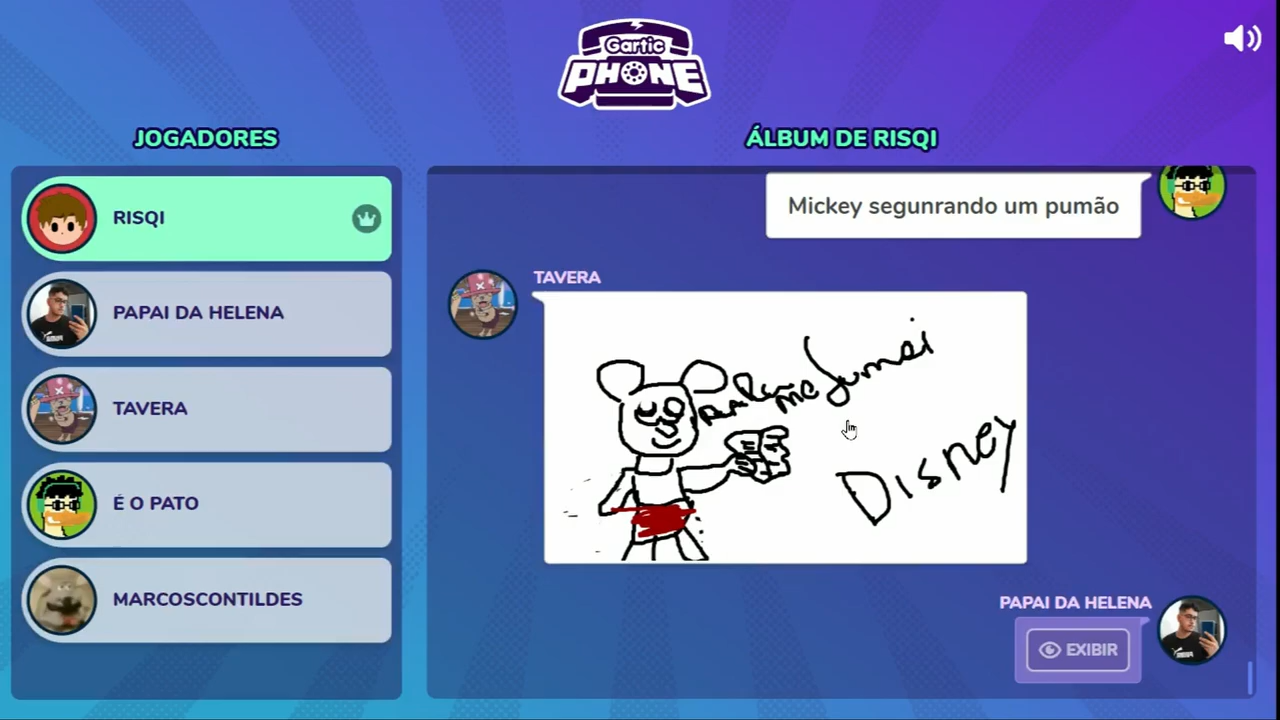 Gartic
PHONE
JOGADORES
RISQI
PAPAI DA HELENA
TAVERA
É O PATO
MARCOSCONTILDES
ÁLBUM DE RISQI
Mickey segunrando um pumão
TAVERA
Disney
PAPAI DA HELENA
EXIBIR